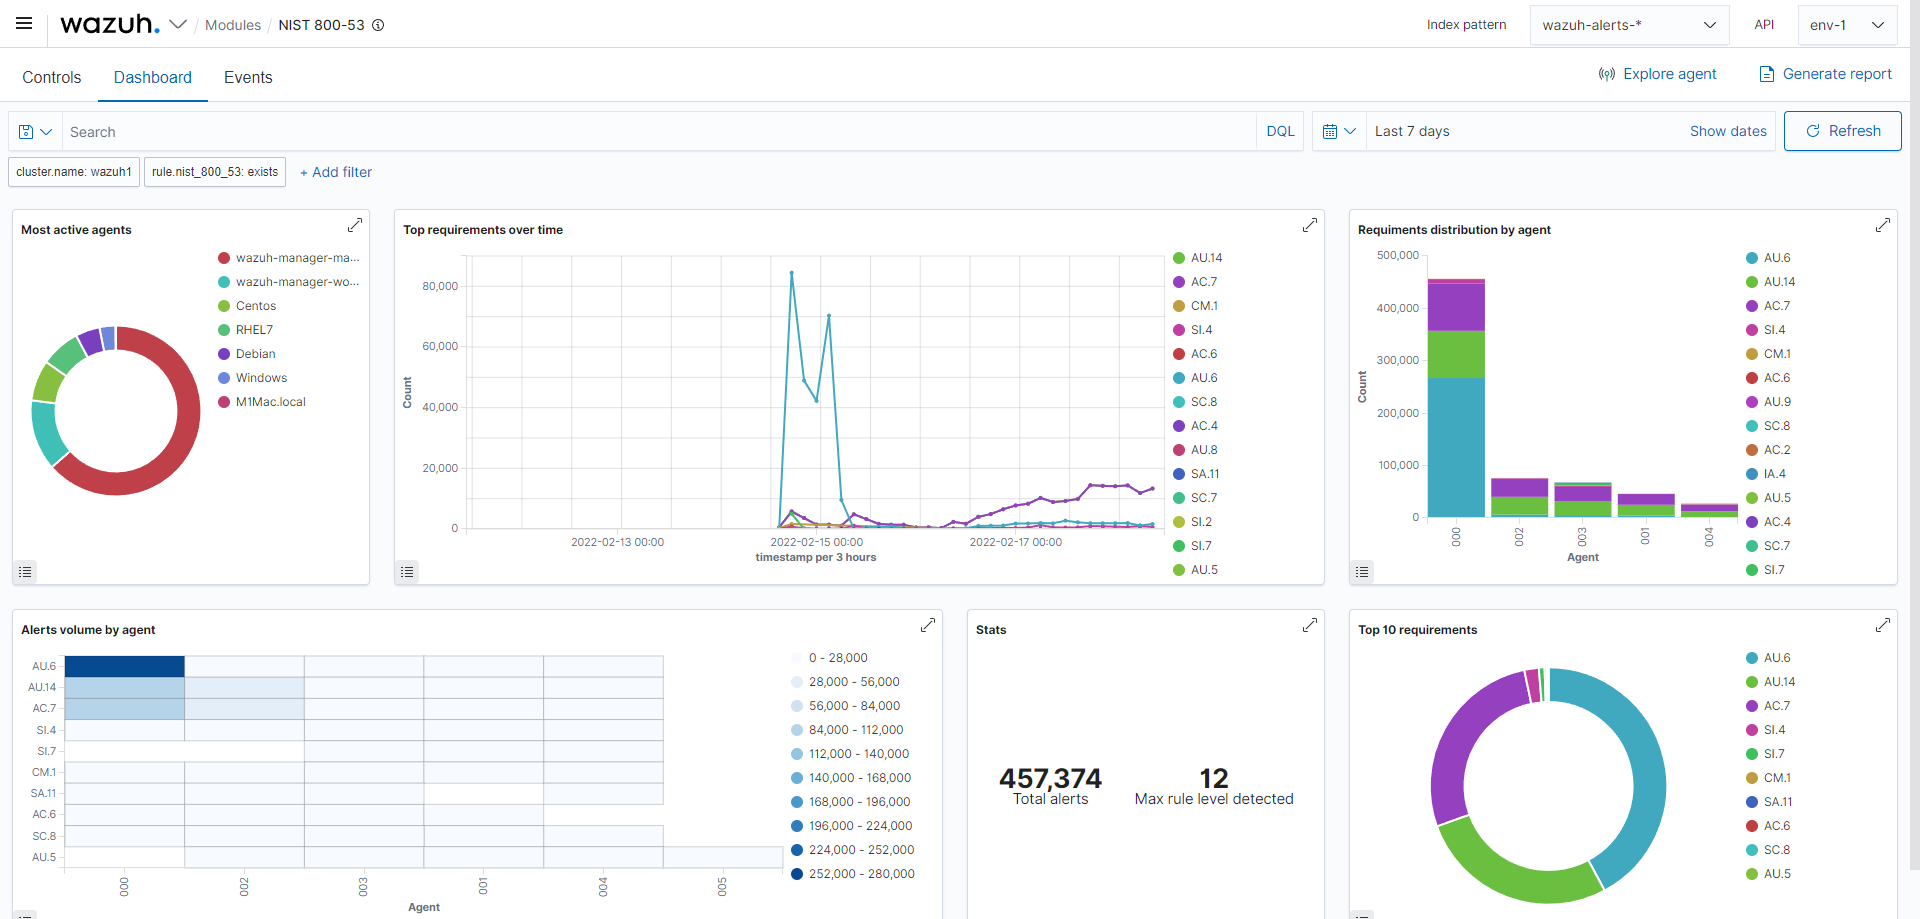 wazuh. / Modules / NIST 800-53
Index pattern wazuh-alerts-* API env-1
Controls Dashboard Events
Explore agent Generate report
Search DQL Last 7 days Show dates Refresh
cluster.name: wazuh1 rule.nist_800_53: exists + Add filter
Most active agents
wazuh-manager-ma...
wazuh-manager-wo...
Centos
RHEL7
Debian
Windows
M1Mac.local
Top requirements over time
Count
80,000
60,000
40,000
20,000
0
2022-02-13 00:00 2022-02-15 00:00 2022-02-17 00:00
timestamp per 3 hours
AU.14
AC.7
CM.1
SI.4
AC.6
AU.6
SC.8
AC.4
AU.8
SA.11
SC.7
SI.2
SI.7
AU.5
Requiments distribution by agent
Count
500,000
400,000
300,000
200,000
100,000
0
000 002 003 001 004
Agent
AU.6
AU.14
AC.7
SI.4
CM.1
AC.6
AU.9
SC.8
AC.2
IA.4
AU.5
AC.4
SC.7
SI.7
Alerts volume by agent
AU.6
AU.14
AC.7
SI.4
SI.7
CM.1
SA.11
AC.6
SC.8
AU.5
000 002 003 001 004 005
Agent
0 - 28,000
28,000 - 56,000
56,000 - 84,000
84,000 - 112,000
112,000 - 140,000
140,000 - 168,000
168,000 - 196,000
196,000 - 224,000
224,000 - 252,000
252,000 - 280,000
Stats
457,374 12
Total alerts Max rule level detected
Top 10 requirements
AU.6
AU.14
AC.7
SI.4
SI.7
CM.1
SA.11
AC.6
SC.8
AU.5